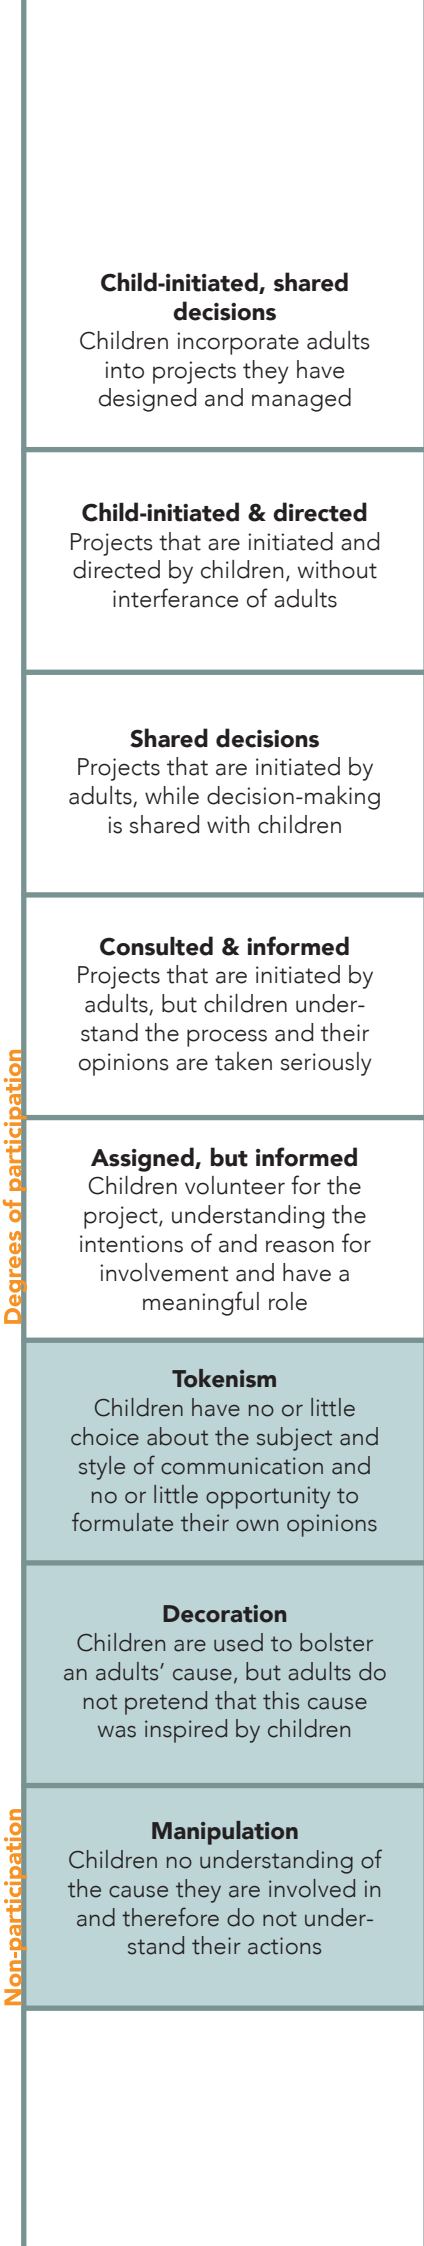 Child-initiated, shared
decisions
Children incorporate adults
into projects they have
designed and managed
Child-initiated & directed
Projects that are initiated and
directed by children, without
interferance of adults
Shared decisions
Projects that are initiated by
adults, while decision-making
is shared with children
Consulted & informed
Projects that are initiated by
adults, but children under-
stand the process and their
opinions are taken seriously
Degrees of participation
Assigned, but informed
Children volunteer for the
project, understanding the
intentions of and reason for
involvement and have a
meaningful role
Tokenism
Children have no or little
choice about the subject and
style of communication and
no or little opportunity to
formulate their own opinions
Decoration
Children are used to bolster
an adults’ cause, but adults do
not pretend that this cause
was inspired by children
Non-participation
Manipulation
Children no understanding of
the cause they are involved in
and therefore do not under-
stand their actions